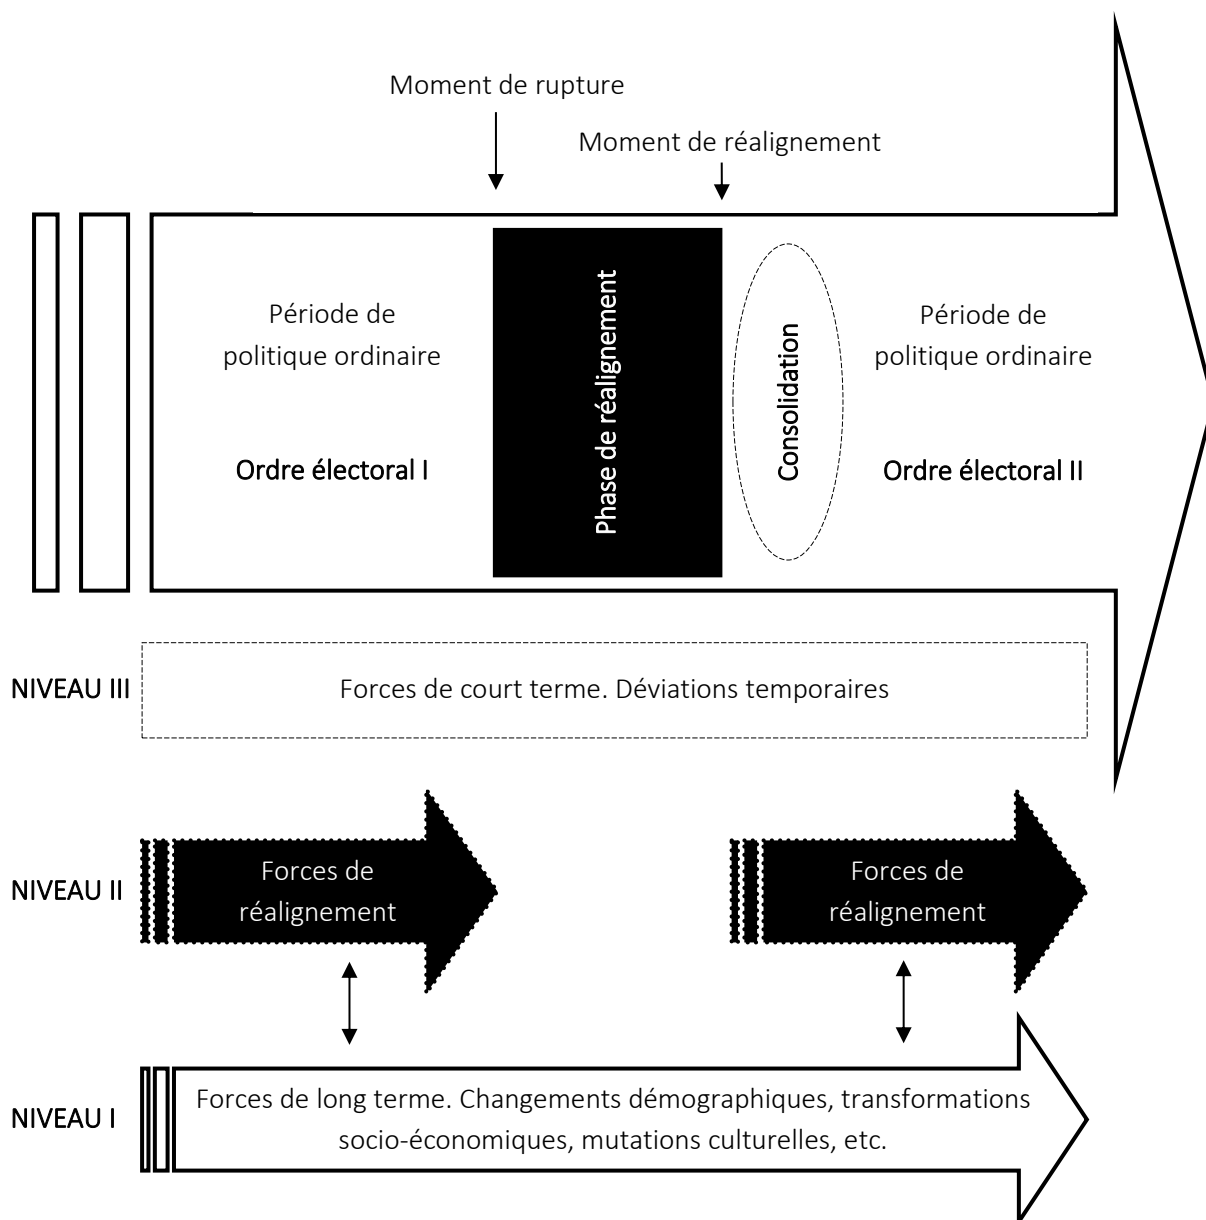 Moment de rupture
Moment de réalignement
Période de
politique ordinaire
Ordre électoral I
Phase de réalignement
Consolidation
Période de
politique ordinaire
Ordre électoral II
NIVEAU III
Forces de court terme. Déviations temporaires
NIVEAU II
Forces de
réalignement
Forces de
réalignement
NIVEAU I
Forces de long terme. Changements démographiques, transformations
socio-économiques, mutations culturelles, etc.